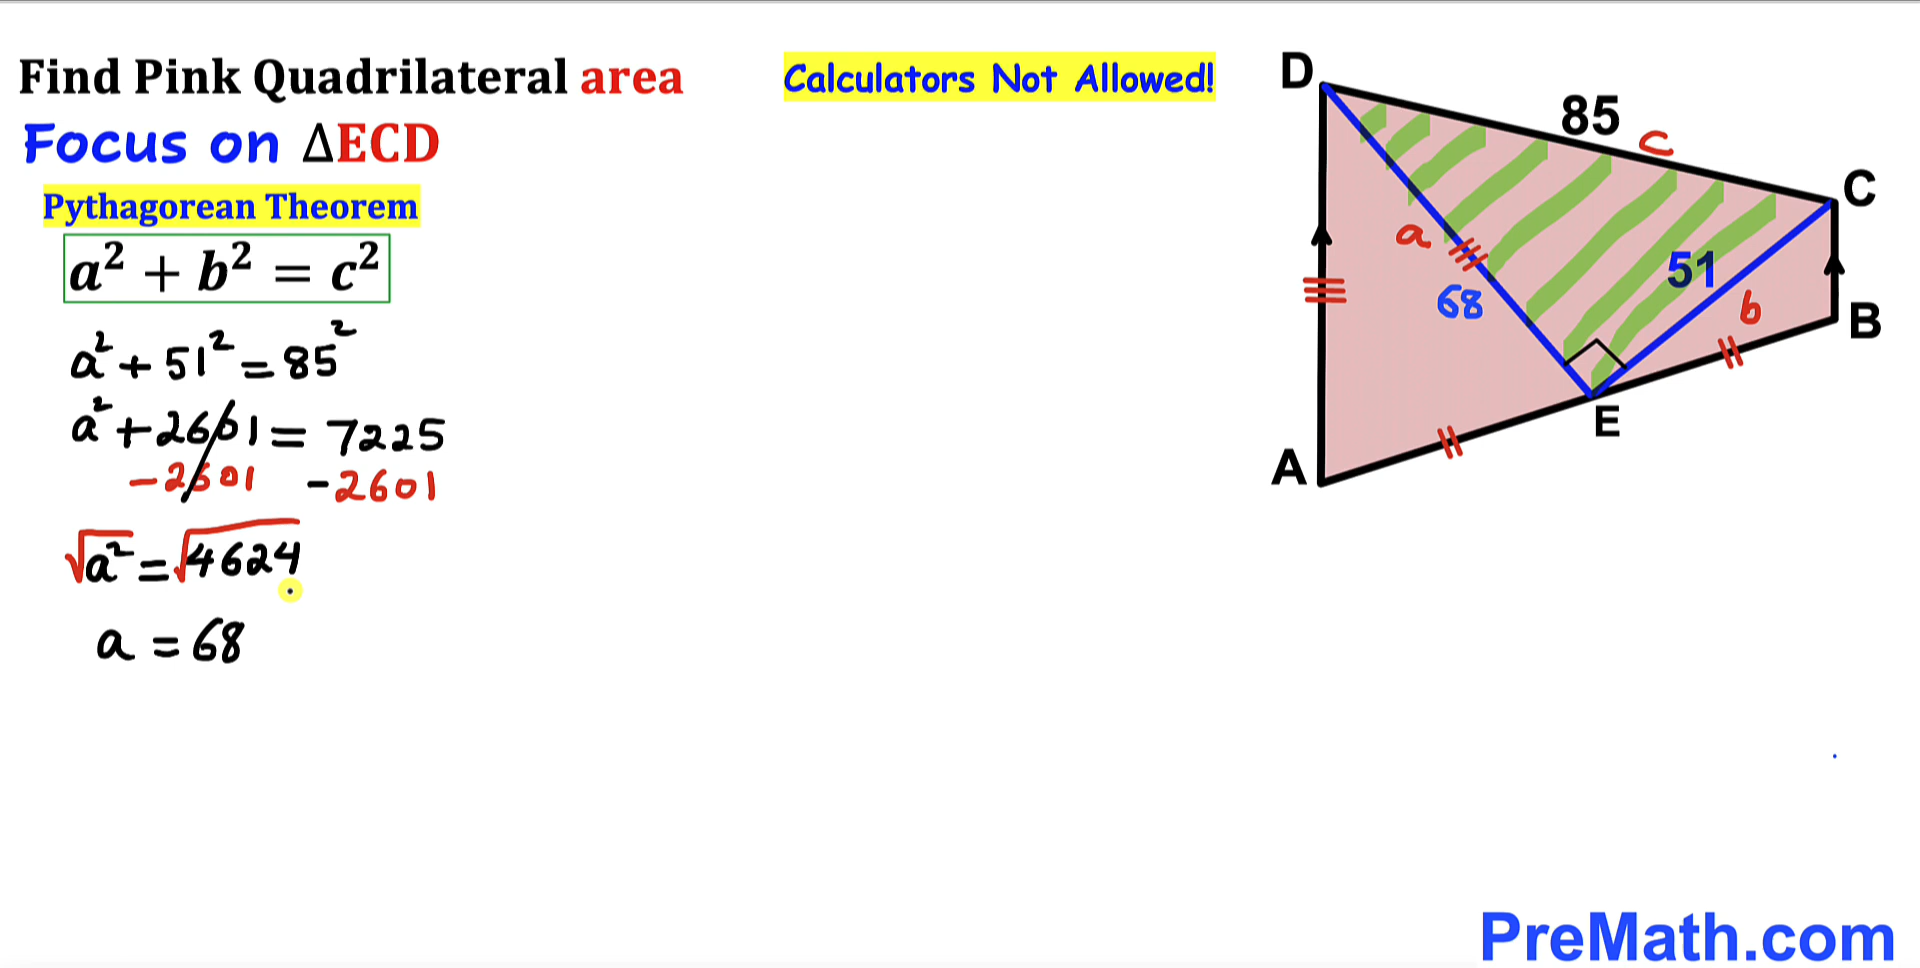 Find Pink Quadrilateral area
Calculators Not Allowed!
Focus on ΔECD
Pythagorean Theorem
a² + b² = c²
a² + 51² = 85²
a² + 2601 = 7225
-2601 -2601
√a² = √4624
a = 68
D
85
c
C
a
68
51
b
B
E
A
PreMath.com